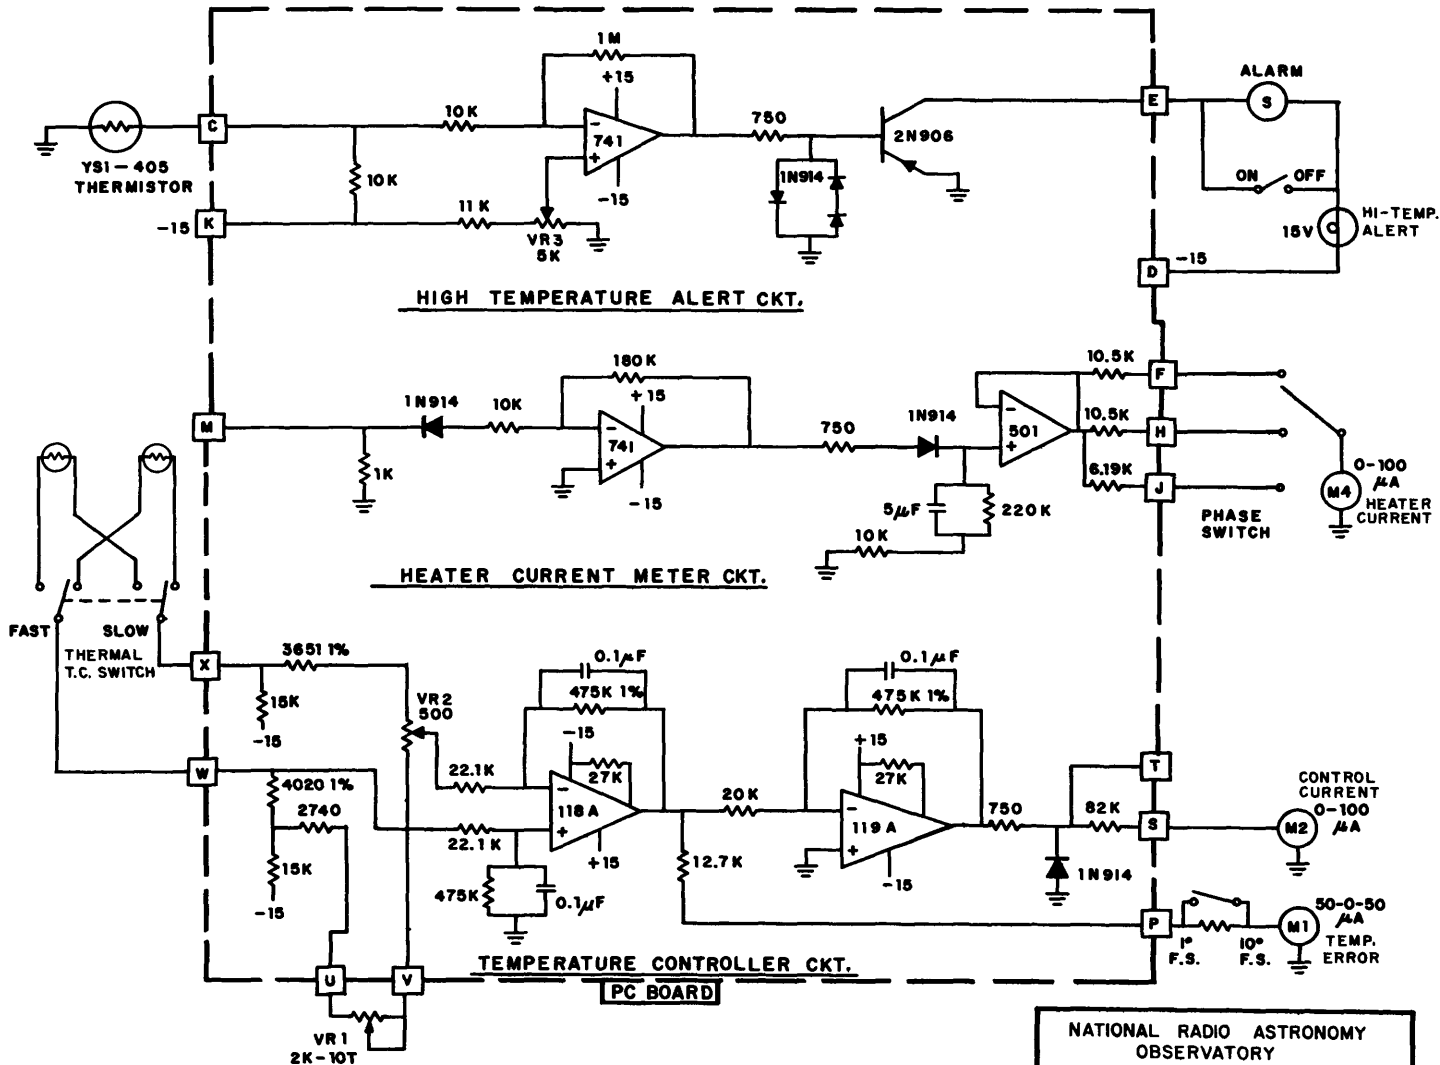 ALARM
S
E
1M
+15
10K
−
741
+
−15
750
2N906
C
YSI-405
THERMISTOR
10K
1N914
ON
OFF
HI-TEMP.
ALERT
15V
K
-15
11K
VR3
5K
D
-15
HIGH TEMPERATURE ALERT CKT.
180K
+15
10.5K
F
M
1N914
10K
−
741
+
-15
750
1N914
−
501
+
10.5K
H
1K
6.19K
J
0-100
μA
M4
HEATER
CURRENT
5μF
220K
10K
PHASE
SWITCH
HEATER CURRENT METER CKT.
FAST
SLOW
THERMAL
T.C. SWITCH
X
3651 1%
15K
-15
VR2
500
0.1μF
475K 1%
-15
27K
22.1K
−
118A
+
+15
22.1K
475K
0.1μF
0.1μF
475K 1%
+15
27K
20K
−
119A
+
-15
750
12.7K
T
82K
S
1N914
CONTROL
CURRENT
0-100
μA
M2
W
4020 1%
2740
15K
-15
P
1°
F.S.
10°
F.S.
M1
50-0-50
μA
TEMP.
ERROR
U
V
TEMPERATURE CONTROLLER CKT.
PC BOARD
VR1
2K-10T
NATIONAL RADIO ASTRONOMY
OBSERVATORY